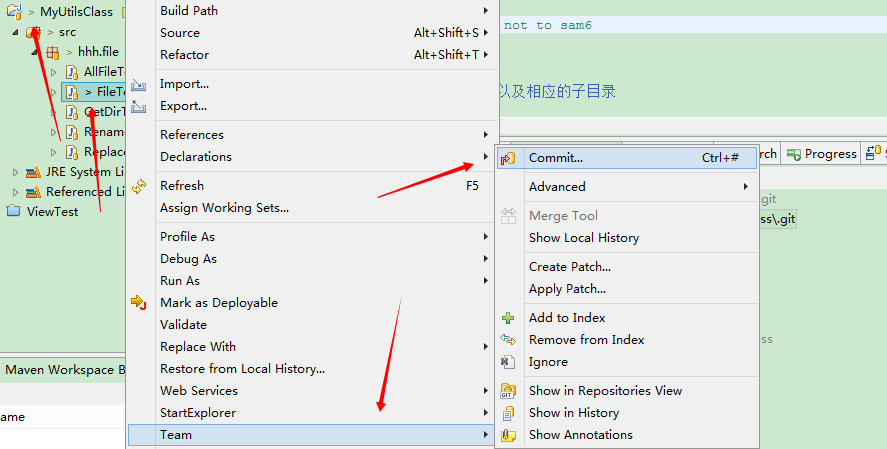 > MyUtilsClass
> src
> hhh.file
AllFileTe
> FileTe
GetDirT
Rename
Replace
JRE System Li
Referenced Li
ViewTest
Maven Workspace B
ame
Build Path
Source Alt+Shift+S
Refactor Alt+Shift+T
Import...
Export...
References
Declarations
Refresh F5
Assign Working Sets...
Profile As
Debug As
Run As
Mark as Deployable
Validate
Replace With
Restore from Local History...
Web Services
StartExplorer
Team
not to sam6
以及相应的子目录
rch Progress
.git
ss\.git
ss
Commit... Ctrl+#
Advanced
Merge Tool
Show Local History
Create Patch...
Apply Patch...
Add to Index
Remove from Index
Ignore
Show in Repositories View
Show in History
Show Annotations